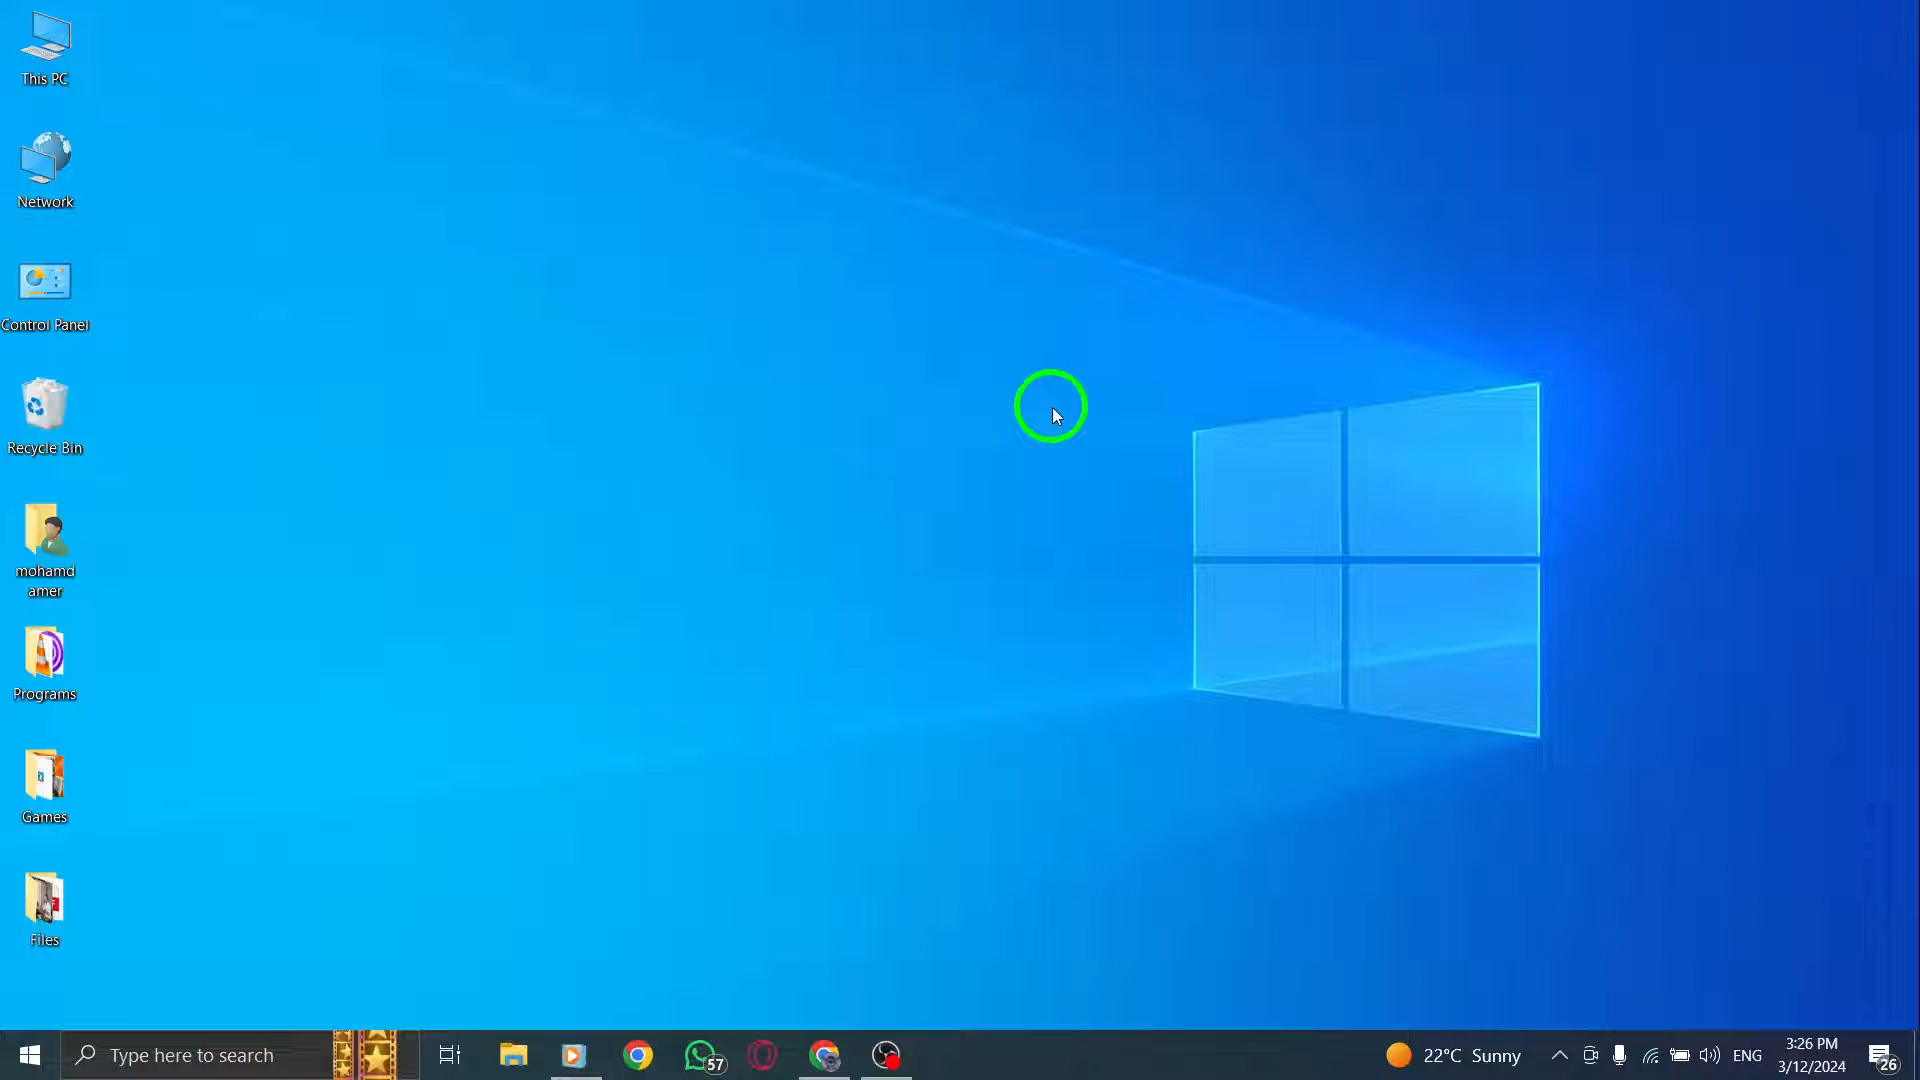 This PC
Network
Control Panel
Recycle Bin
mohamd
amer
Programs
Games
Files
Type here to search
57
22°C Sunny
ENG
3:26 PM
3/12/2024
26